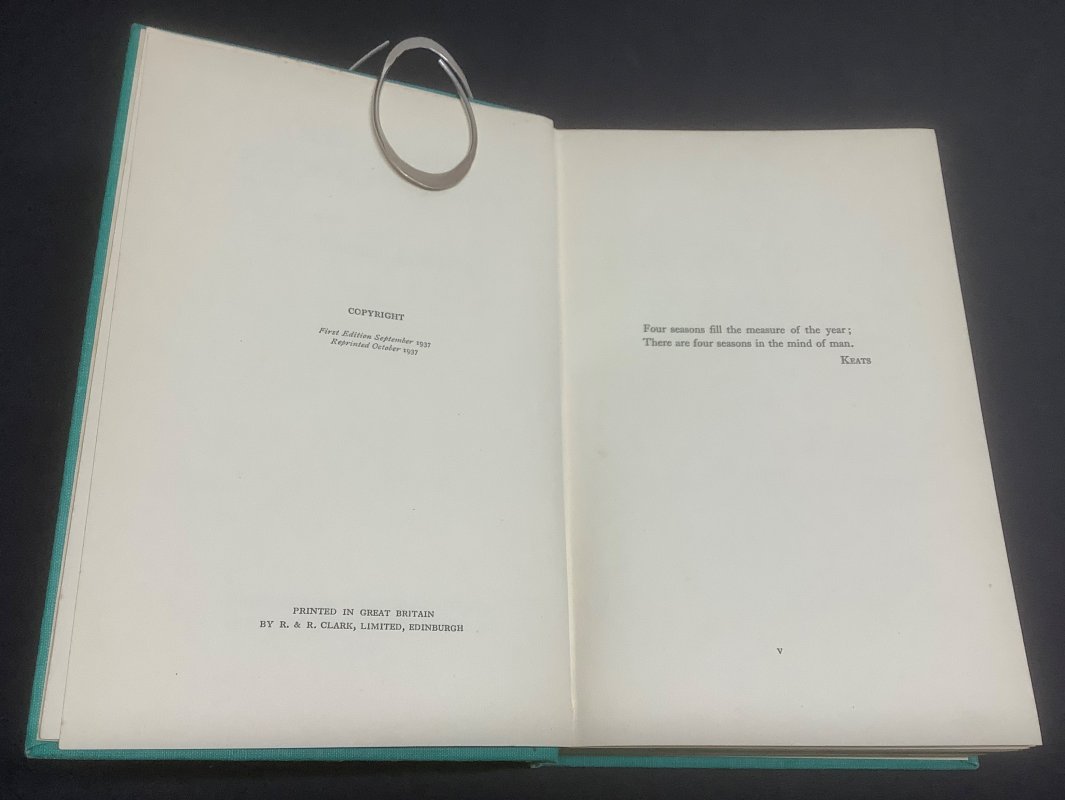 COPYRIGHT
First Edition September 1937
Reprinted October 1937
PRINTED IN GREAT BRITAIN
BY R. & R. CLARK, LIMITED, EDINBURGH
Four seasons fill the measure of the year ;
There are four seasons in the mind of man.
KEATS
v